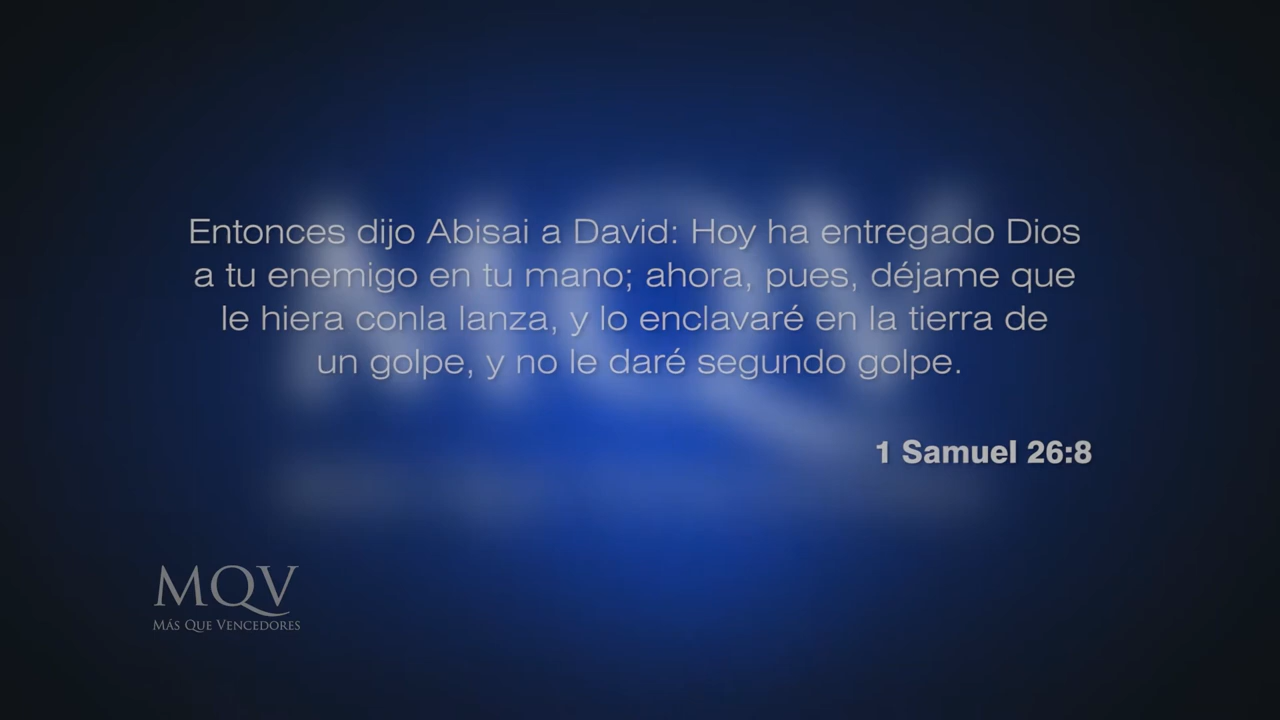 Entonces dijo Abisai a David: Hoy ha entregado Dios
a tu enemigo en tu mano; ahora, pues, déjame que
le hiera conla lanza, y lo enclavaré en la tierra de
un golpe, y no le daré segundo golpe.
1 Samuel 26:8
MQV
MÁS QUE VENCEDORES